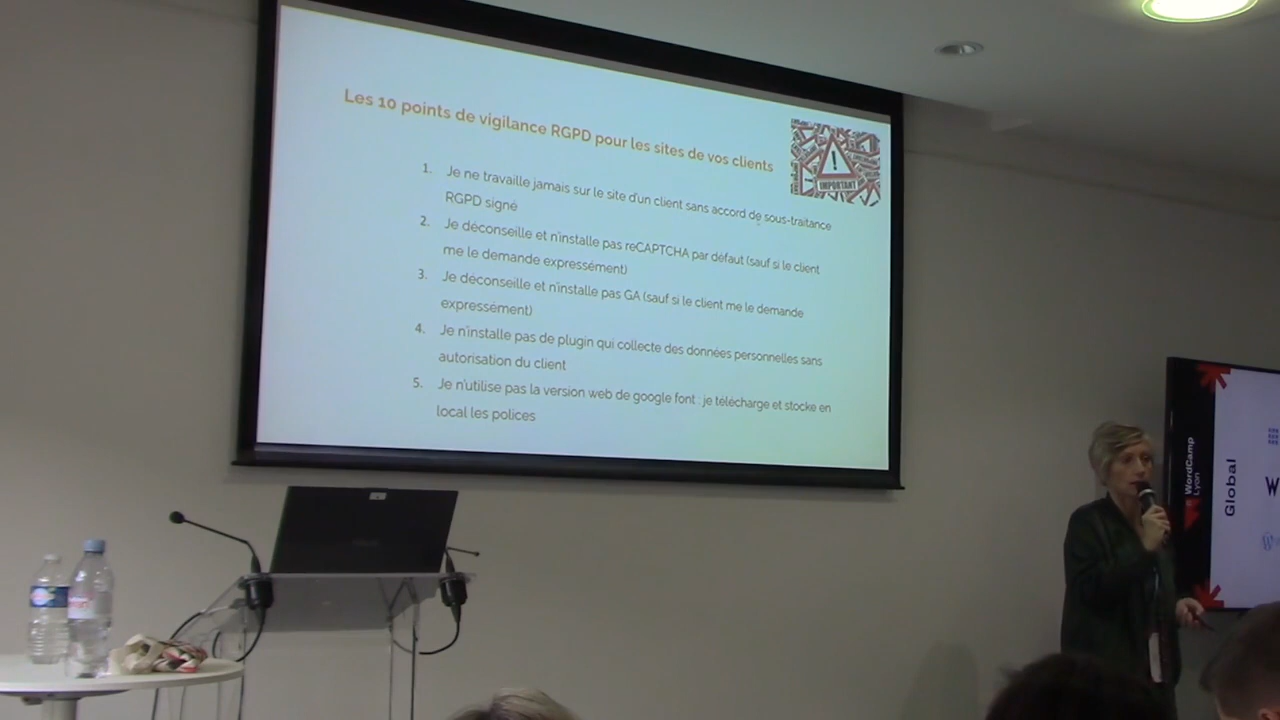 Les 10 points de vigilance RGPD pour les sites de vos clients
IMPORTANT
1. Je ne travaille jamais sur le site d'un client sans accord de sous-traitance
RGPD signé
2. Je déconseille et n'installe pas reCAPTCHA par défaut (sauf si le client
me le demande expressément)
3. Je déconseille et n'installe pas GA (sauf si le client me le demande
expressément)
4. Je n'installe pas de plugin qui collecte des données personnelles sans
autorisation du client
5. Je n'utilise pas la version web de google font : je télécharge et stocke en
local les polices
WordCamp
Lyon
Global